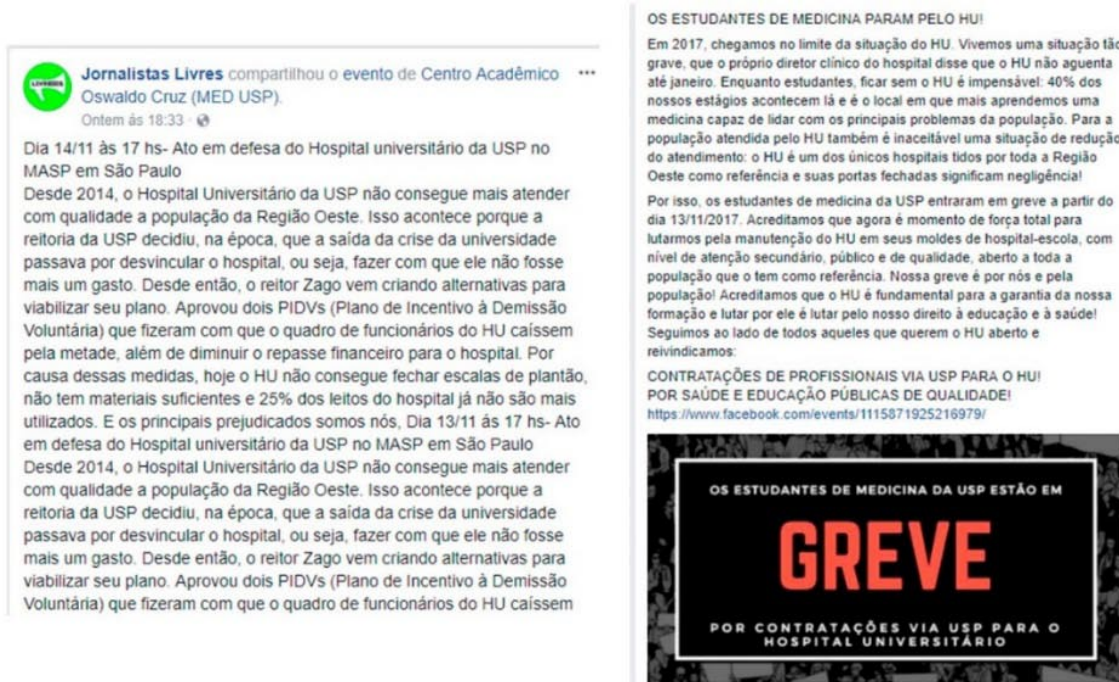 LIVRES
Jornalistas Livres compartilhou o evento de Centro Acadêmico
Oswaldo Cruz (MED USP).
Ontem às 18:33
Dia 14/11 às 17 hs- Ato em defesa do Hospital universitário da USP no
MASP em São Paulo
Desde 2014, o Hospital Universitário da USP não consegue mais atender
com qualidade a população da Região Oeste. Isso acontece porque a
reitoria da USP decidiu, na época, que a saída da crise da universidade
passava por desvincular o hospital, ou seja, fazer com que ele não fosse
mais um gasto. Desde então, o reitor Zago vem criando alternativas para
viabilizar seu plano. Aprovou dois PIDVs (Plano de Incentivo à Demissão
Voluntária) que fizeram com que o quadro de funcionários do HU caíssem
pela metade, além de diminuir o repasse financeiro para o hospital. Por
causa dessas medidas, hoje o HU não consegue fechar escalas de plantão,
não tem materiais suficientes e 25% dos leitos do hospital já não são mais
utilizados. E os principais prejudicados somos nós, Dia 13/11 ás 17 hs- Ato
em defesa do Hospital universitário da USP no MASP em São Paulo
Desde 2014, o Hospital Universitário da USP não consegue mais atender
com qualidade a população da Região Oeste. Isso acontece porque a
reitoria da USP decidiu, na época, que a saída da crise da universidade
passava por desvincular o hospital, ou seja, fazer com que ele não fosse
mais um gasto. Desde então, o reitor Zago vem criando alternativas para
viabilizar seu plano. Aprovou dois PIDVs (Plano de Incentivo à Demissão
Voluntária) que fizeram com que o quadro de funcionários do HU caíssem
OS ESTUDANTES DE MEDICINA PARAM PELO HU!
Em 2017, chegamos no limite da situação do HU. Vivemos uma situação tão
grave, que o próprio diretor clínico do hospital disse que o HU não aguenta
até janeiro. Enquanto estudantes, ficar sem o HU é impensável: 40% dos
nossos estágios acontecem lá e é o local em que mais aprendemos uma
medicina capaz de lidar com os principais problemas da população. Para a
população atendida pelo HU também é inaceitável uma situação de redução
do atendimento: o HU é um dos únicos hospitais tidos por toda a Região
Oeste como referência e suas portas fechadas significam negligência!
Por isso, os estudantes de medicina da USP entraram em greve a partir do
dia 13/11/2017. Acreditamos que agora é momento de força total para
lutarmos pela manutenção do HU em seus moldes de hospital-escola, com
nível de atenção secundário, público e de qualidade, aberto a toda a
população que o tem como referência. Nossa greve é por nós e pela
população! Acreditamos que o HU é fundamental para a garantia da nossa
formação e lutar por ele é lutar pelo nosso direito à educação e à saúde!
Seguimos ao lado de todos aqueles que querem o HU aberto e
reivindicamos:
CONTRATAÇÕES DE PROFISSIONAIS VIA USP PARA O HU!
POR SAÚDE E EDUCAÇÃO PÚBLICAS DE QUALIDADE!
https://www.facebook.com/events/1115871925216979/
OS ESTUDANTES DE MEDICINA DA USP ESTÃO EM
GREVE
POR CONTRATAÇÕES VIA USP PARA O
HOSPITAL UNIVERSITÁRIO